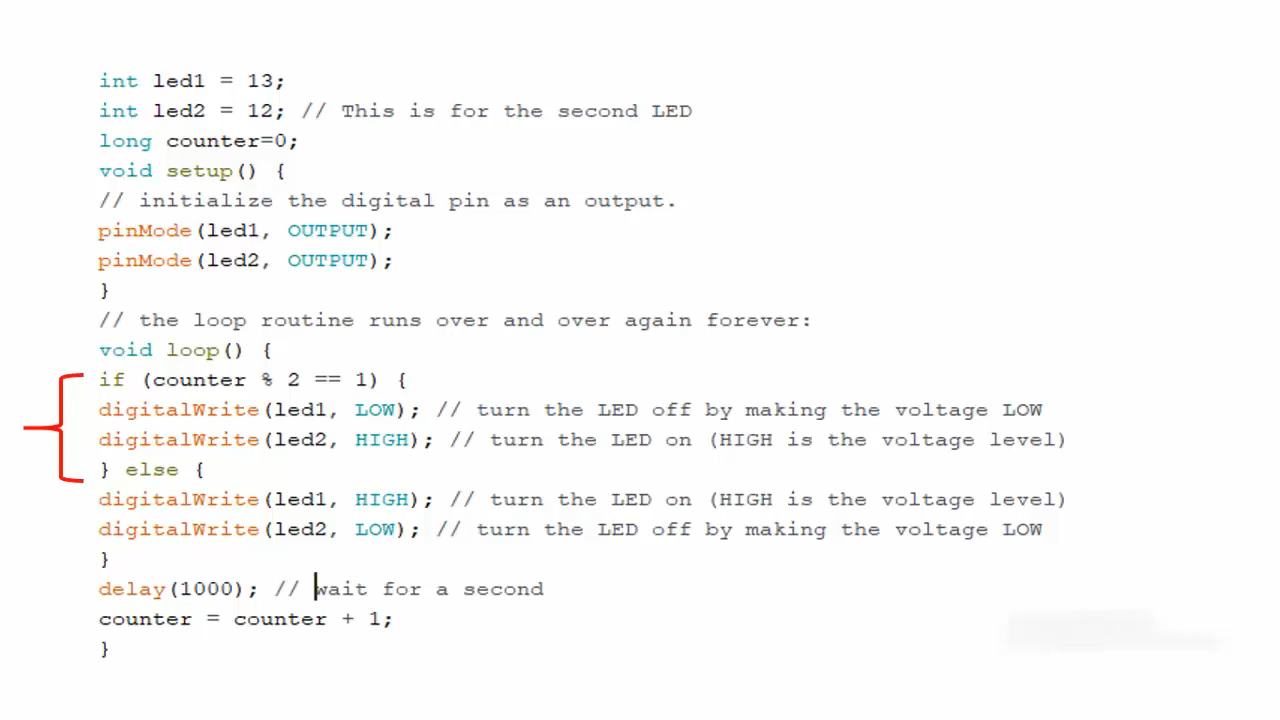 int led1 = 13;
int led2 = 12; // This is for the second LED
long counter=0;
void setup() {
// initialize the digital pin as an output.
pinMode(led1, OUTPUT);
pinMode(led2, OUTPUT);
}
// the loop routine runs over and over again forever:
void loop() {
if (counter % 2 == 1) {
digitalWrite(led1, LOW); // turn the LED off by making the voltage LOW
digitalWrite(led2, HIGH); // turn the LED on (HIGH is the voltage level)
} else {
digitalWrite(led1, HIGH); // turn the LED on (HIGH is the voltage level)
digitalWrite(led2, LOW); // turn the LED off by making the voltage LOW
}
delay(1000); // wait for a second
counter = counter + 1;
}